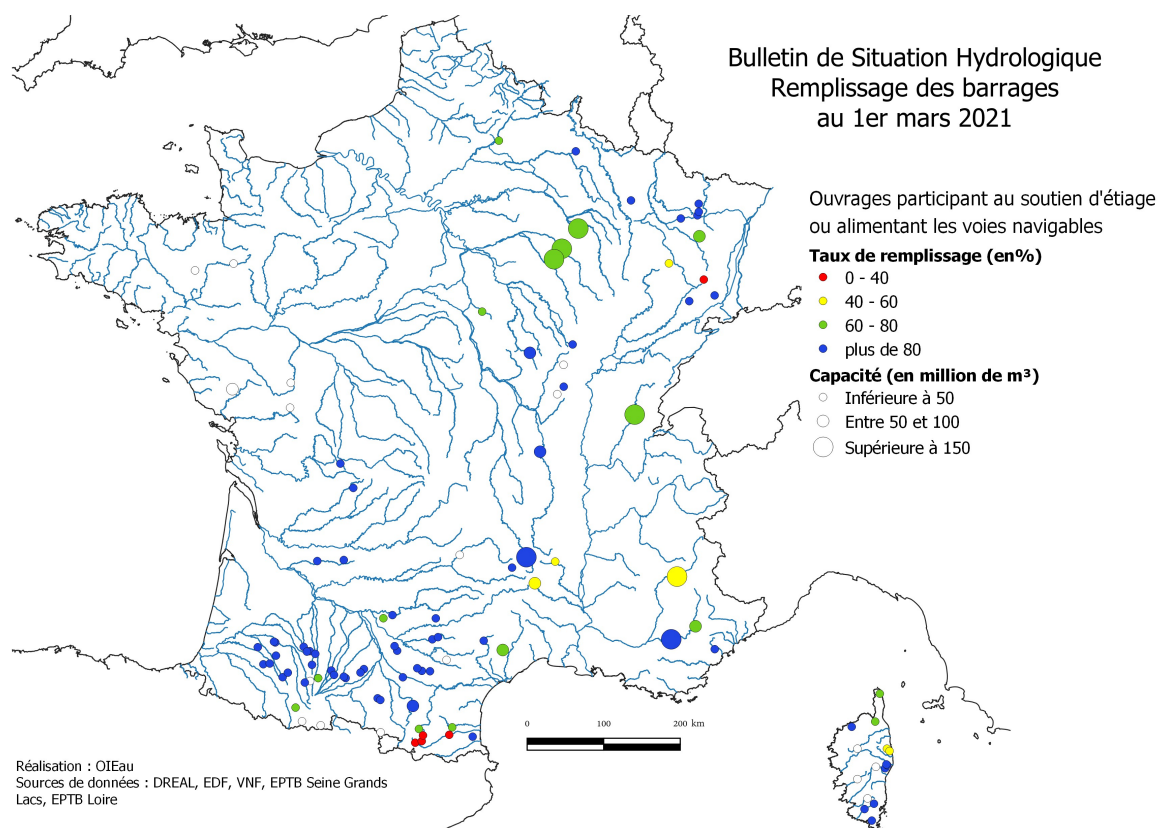 Bulletin de Situation Hydrologique
Remplissage des barrages
au 1er mars 2021
Ouvrages participant au soutien d'étiage
ou alimentant les voies navigables
Taux de remplissage (en%)
0 - 40
40 - 60
60 - 80
plus de 80
Capacité (en million de m³)
Inférieure à 50
Entre 50 et 100
Supérieure à 150
0 100 200 km
Réalisation : OIEau
Sources de données : DREAL, EDF, VNF, EPTB Seine Grands
Lacs, EPTB Loire